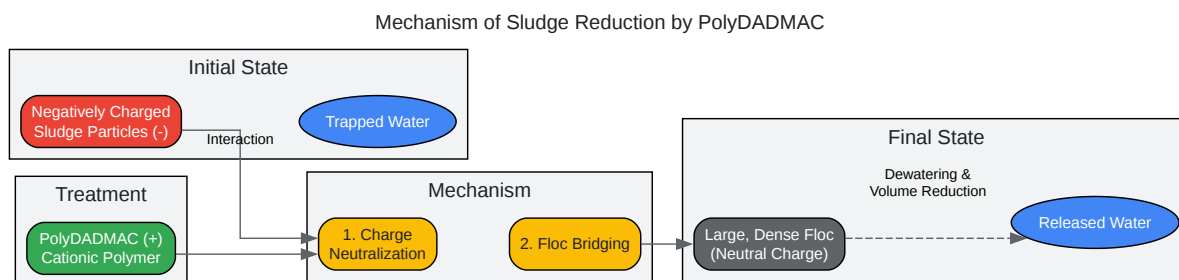 Mechanism of Sludge Reduction by PolyDADMAC
Initial State
Negatively Charged
Sludge Particles (-)
Trapped Water
Interaction
Treatment
PolyDADMAC (+)
Cationic Polymer
Mechanism
1. Charge
Neutralization
2. Floc Bridging
Final State
Dewatering &
Volume Reduction
Large, Dense Floc
(Neutral Charge)
Released Water